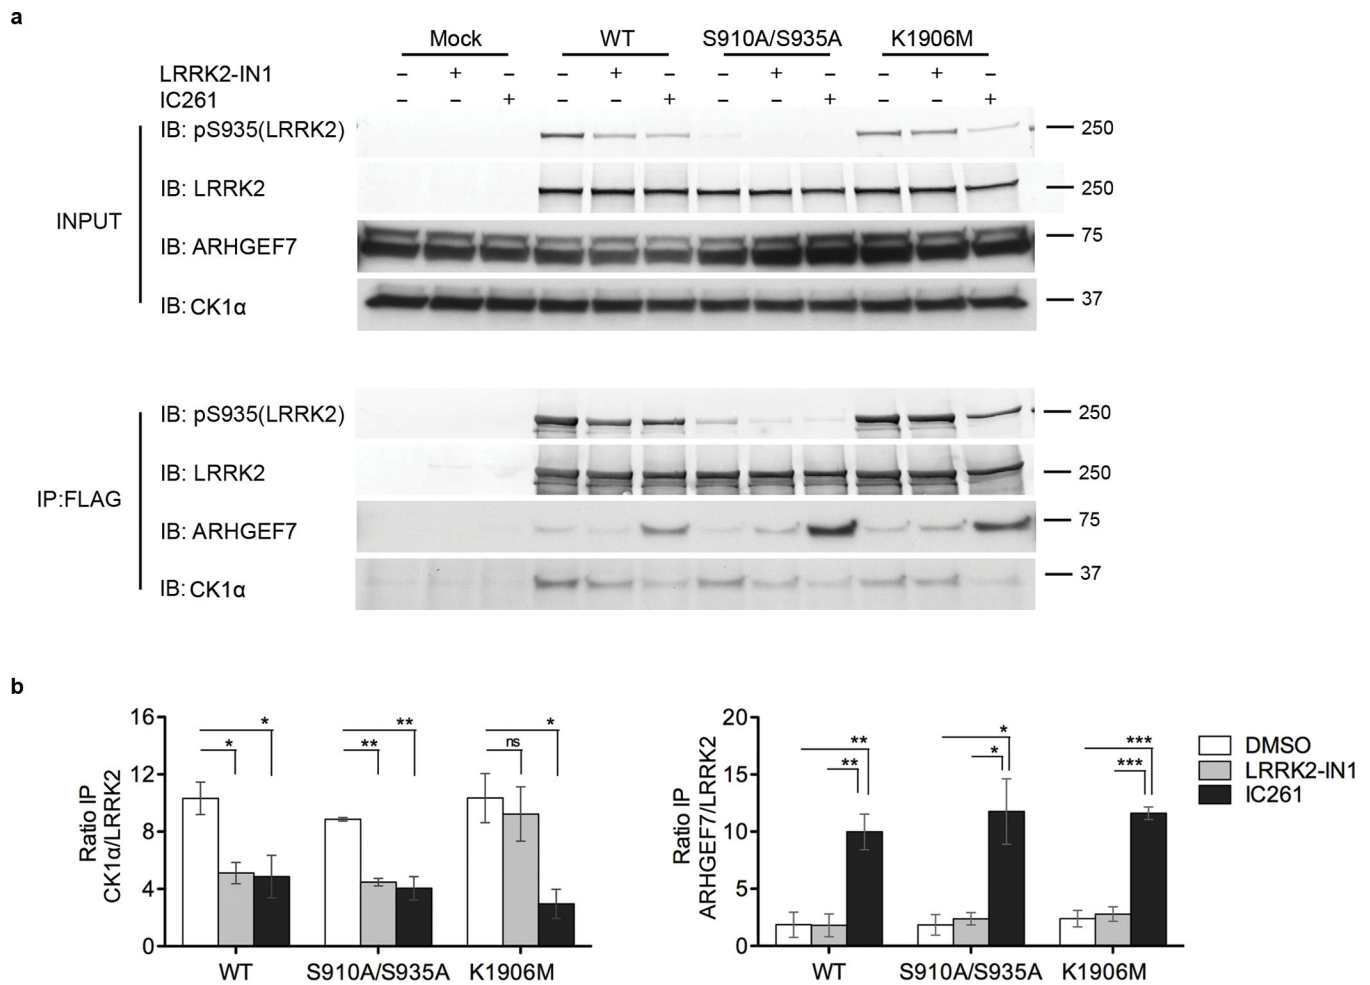 a
Mock WT S910A/S935A K1906M
LRRK2-IN1 – + – – + – – + – – + –
IC261 – – + – – + – – + – – +
INPUT
IB: pS935(LRRK2) 250
IB: LRRK2 250
IB: ARHGEF7 75
IB: CK1α 37
IP:FLAG
IB: pS935(LRRK2) 250
IB: LRRK2 250
IB: ARHGEF7 75
IB: CK1α 37
b
Ratio IP
CK1α/LRRK2
16
12
8
4
0
* *
** **
ns *
WT S910A/S935A K1906M
Ratio IP
ARHGEF7/LRRK2
20
15
10
5
0
** **
* *
*** ***
WT S910A/S935A K1906M
DMSO
LRRK2-IN1
IC261